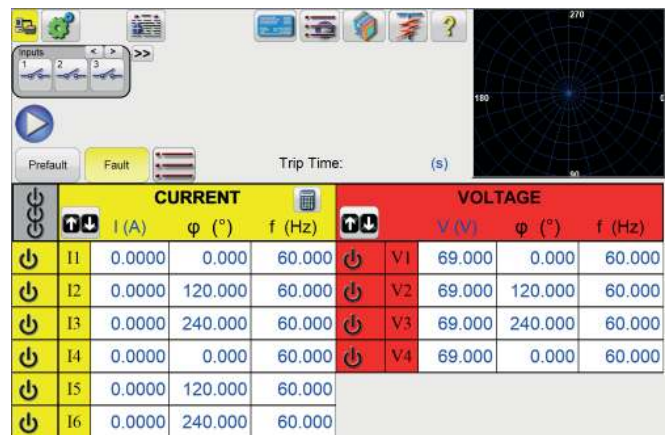 ?
270
Inputs < > >>
1 2 3
180
Prefault Fault Trip Time: (s)
90
CURRENT VOLTAGE
I (A) φ (°) f (Hz) V (V) φ (°) f (Hz)
I1 0.0000 0.000 60.000 V1 69.000 0.000 60.000
I2 0.0000 120.000 60.000 V2 69.000 120.000 60.000
I3 0.0000 240.000 60.000 V3 69.000 240.000 60.000
I4 0.0000 0.000 60.000 V4 69.000 0.000 60.000
I5 0.0000 120.000 60.000
I6 0.0000 240.000 60.000